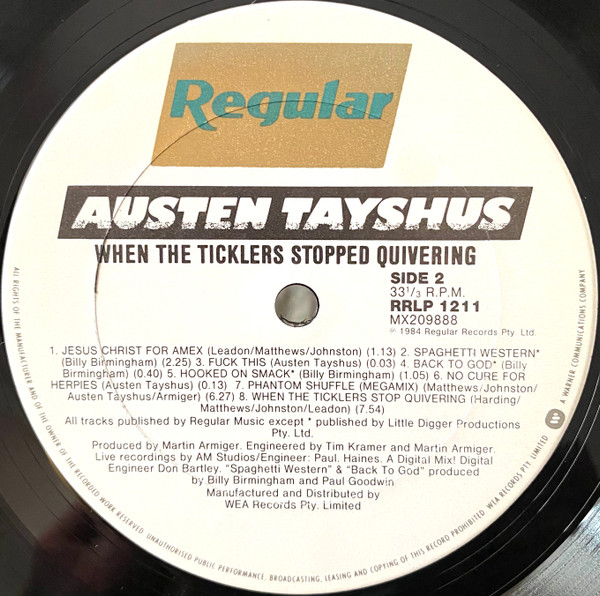 Regular
AUSTEN TAYSHUS
WHEN THE TICKLERS STOPPED QUIVERING
SIDE 2
33 1/3 R.P.M.
RRLP 1211
MX209888
℗ 1984 Regular Records Pty. Ltd.
1. JESUS CHRIST FOR AMEX (Leadon/Matthews/Johnston) (1.13) 2. SPAGHETTI WESTERN*
(Billy Birmingham) (2.25) 3. FUCK THIS (Austen Tayshus) (0.03) 4. BACK TO GOD* (Billy
Birmingham) (0.40) 5. HOOKED ON SMACK* (Billy Birmingham) (1.05) 6. NO CURE FOR
HERPIES (Austen Tayshus) (0.13) 7. PHANTOM SHUFFLE (MEGAMIX) (Matthews/Johnston/
Austen Tayshus/Armiger) (6.27) 8. WHEN THE TICKLERS STOP QUIVERING (Harding/
Matthews/Johnston/Leadon) (7.54)
All tracks published by Regular Music except * published by Little Digger Productions
Pty. Ltd.
Produced by Martin Armiger. Engineered by Tim Kramer and Martin Armiger.
Live recordings by AM Studios/Engineer: Paul. Haines. A Digital Mix! Digital
Engineer Don Bartley. "Spaghetti Western" & "Back To God" produced
by Billy Birmingham and Paul Goodwin
Manufactured and Distributed by
WEA Records Pty. Limited
ALL RIGHTS OF THE MANUFACTURER AND OF THE OWNER OF THE RECORDED WORK RESERVED. UNAUTHORISED PUBLIC PERFORMANCE, BROADCASTING, LEASING AND COPYING OF THIS RECORD PROHIBITED. WEA RECORDS PTY. LIMITED
A WARNER COMMUNICATIONS COMPANY